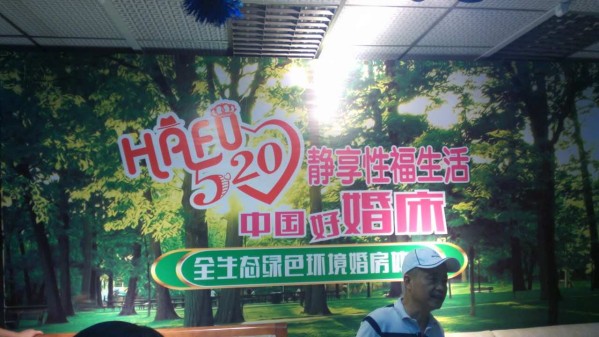 HAFU
520
静享性福生活
中国好婚床
全生态绿色环境婚房